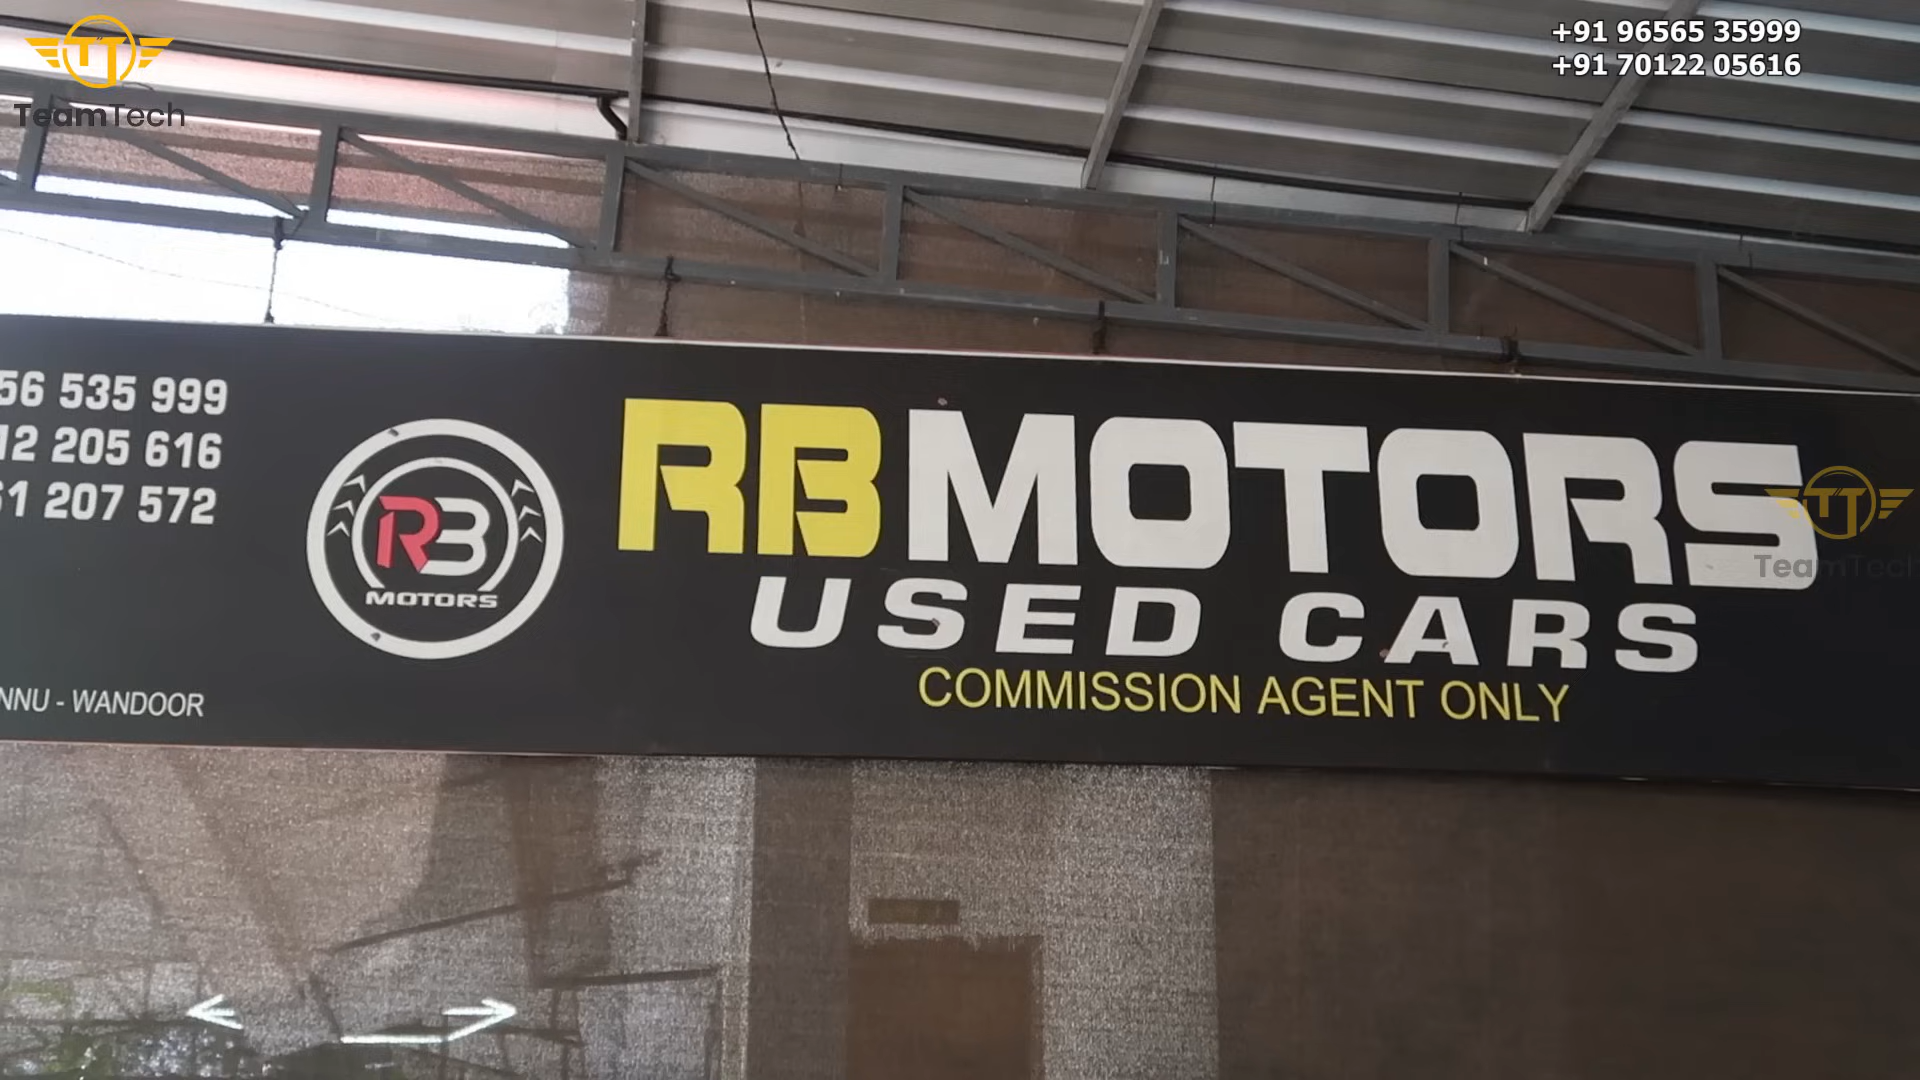 TeamTech
+91 96565 35999
+91 70122 05616
56 535 999
12 205 616
61 207 572
NNU - WANDOOR
RB
MOTORS
RB MOTORS
USED CARS
COMMISSION AGENT ONLY
TeamTech